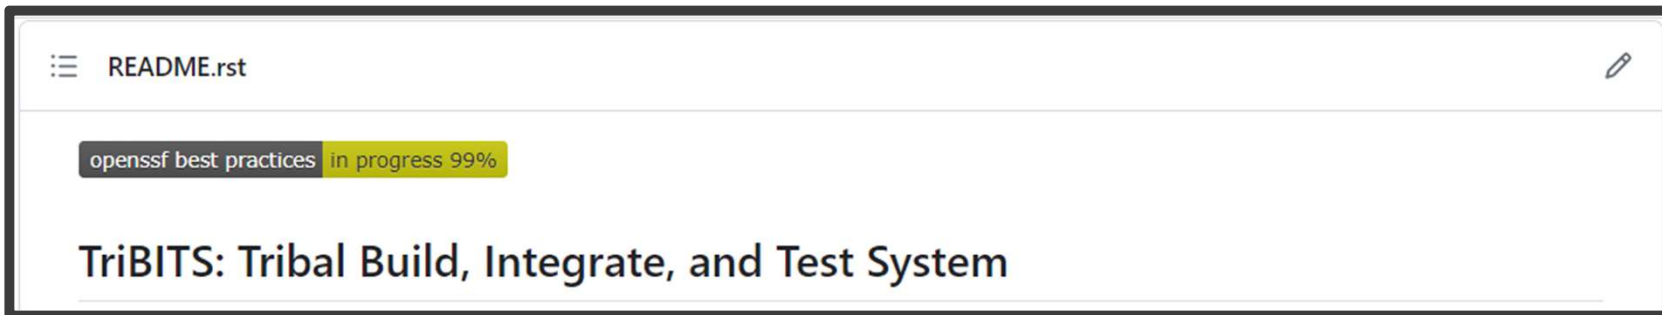 README.rst
openssf best practices in progress 99%
TriBITS: Tribal Build, Integrate, and Test System